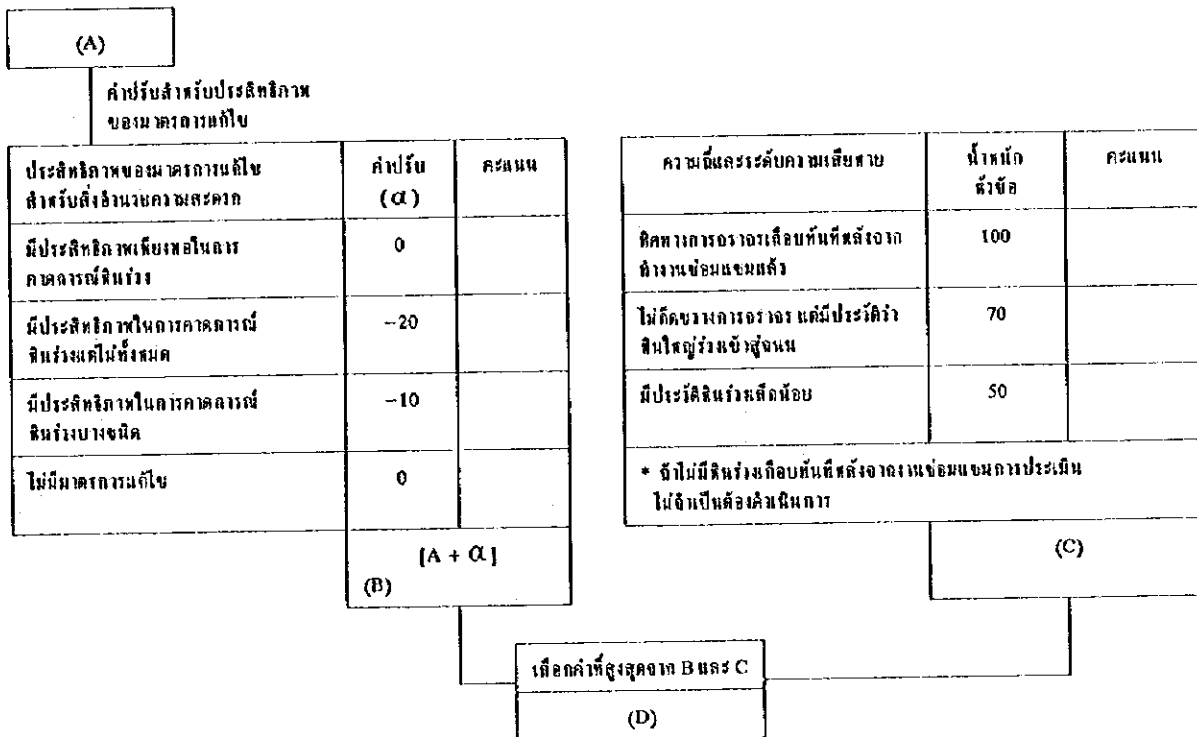 (A)
ค่าปรับสำหรับประสิทธิภาพ
ของมาตรการแก้ไข
ประสิทธิภาพของมาตรการแก้ไข
สำหรับสิ่งอำนวยความสะดวก
ค่าปรับ
(α)
คะแนน
มีประสิทธิภาพเพียงพอในการ
คาดการณ์หินร่วง
0
มีประสิทธิภาพในการคาดการณ์
หินร่วงแต่ไม่ทั้งหมด
-20
มีประสิทธิภาพในการคาดการณ์
หินร่วงบางชนิด
-10
ไม่มีมาตรการแก้ไข
0
[A + α]
(B)
ความถี่และระดับความเสียหาย
น้ำหนัก
หัวข้อ
คะแนน
ทิศทางการจราจรเกือบทันทีหลังจาก
ทำงานซ่อมแซมแล้ว
100
ไม่กีดขวางการจราจร แต่มีประวัติว่า
หินใหญ่ร่วงเข้าสู่ถนน
70
มีประวัติหินร่วงเล็กน้อย
50
* ถ้าไม่มีหินร่วงเกือบทันทีหลังจากงานซ่อมแซมการประเมิน
ไม่จำเป็นต้องดำเนินการ
(C)
เลือกค่าที่สูงสุดจาก B และ C
(D)